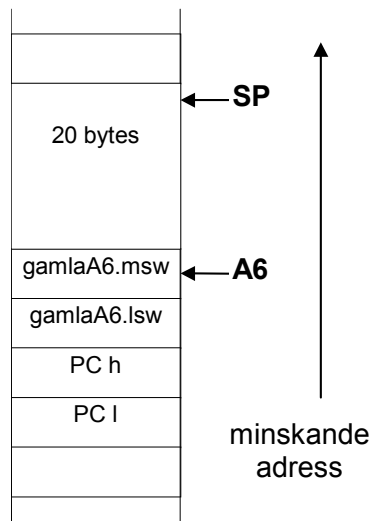 SP
20 bytes
gamlaA6.msw
A6
gamlaA6.lsw
PC h
PC l
minskande
adress